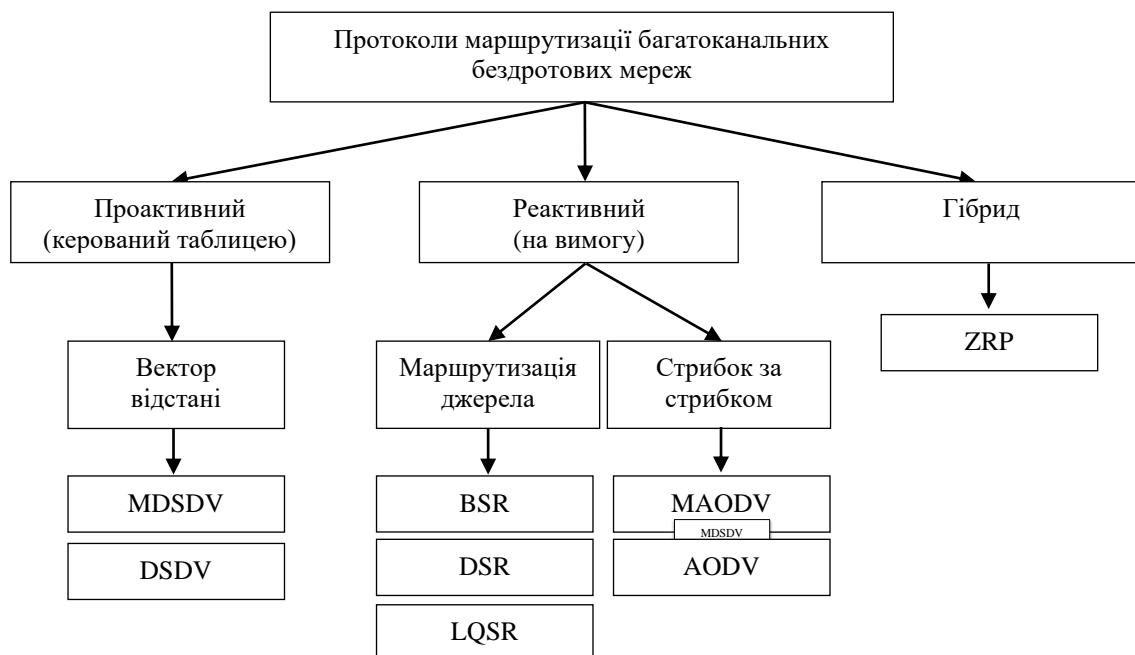 Протоколи маршрутизації багатоканальних
бездротових мереж
Проактивний
(керований таблицею)
Реактивний
(на вимогу)
Гібрид
ZRP
Вектор
відстані
Маршрутизація
джерела
Стрибок за
стрибком
MDSDV
BSR
MAODV
MDSDV
DSDV
DSR
AODV
LQSR